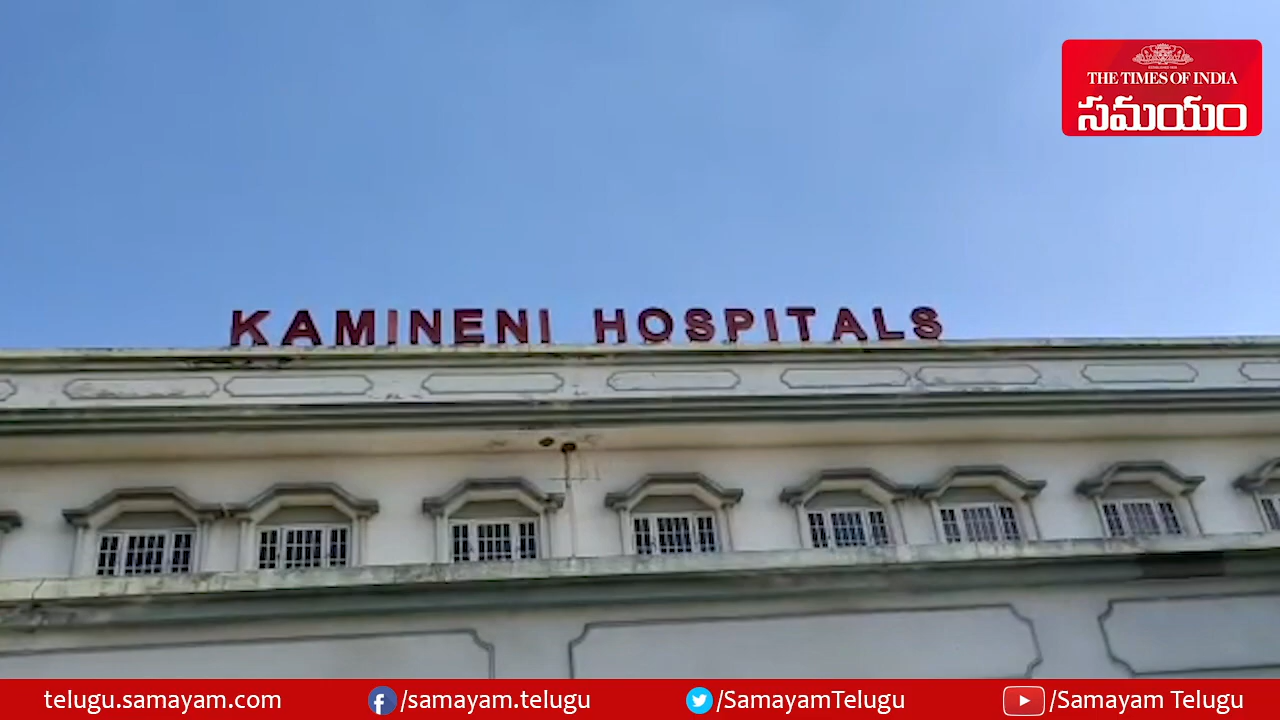 THE TIMES OF INDIA
సమయం
KAMINENI HOSPITALS
telugu.samayam.com
/samayam.telugu
/SamayamTelugu
/Samayam Telugu